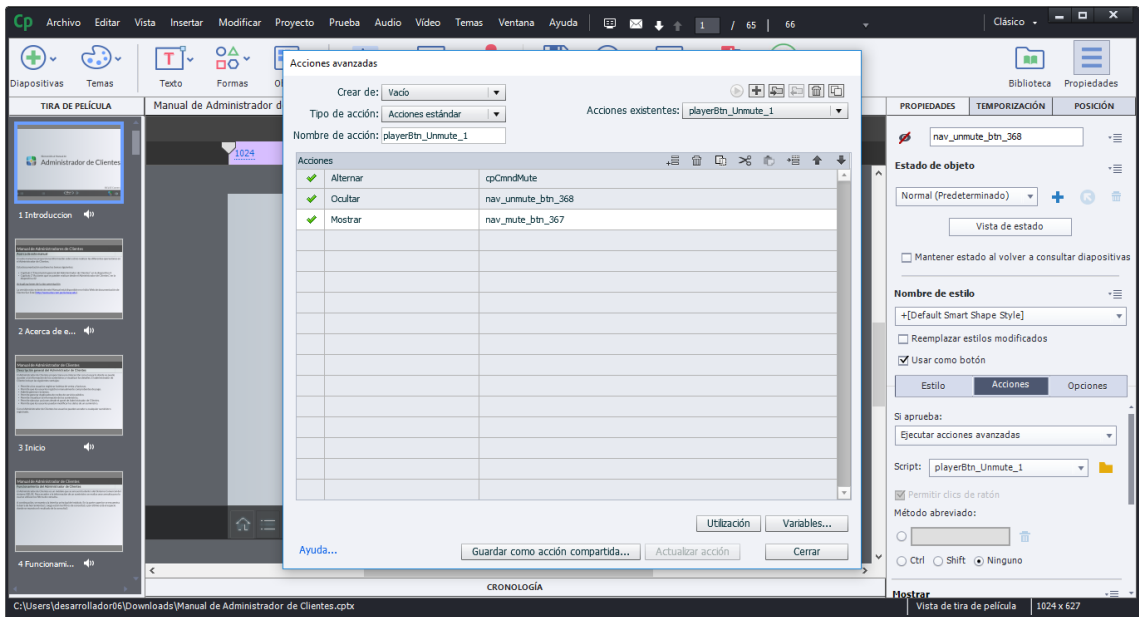 Cp Archivo Editar Vista Insertar Modificar Proyecto Prueba Audio Vídeo Temas Ventana Ayuda 1 / 65 66 Clásico
Diapositivas Temas Texto Formas Biblioteca Propiedades
TIRA DE PELÍCULA
Manual de Administrador d
1024
Administrador de Clientes
1 Introduccion
2 Acerca de e...
3 Inicio
4 Funcionami...
Acciones avanzadas
Crear de: Vacío
Tipo de acción: Acciones estándar
Acciones existentes: playerBtn_Unmute_1
Nombre de acción: playerBtn_Unmute_1
Acciones
Alternar cpCmndMute
Ocultar nav_unmute_btn_368
Mostrar nav_mute_btn_367
Utilización Variables...
Ayuda... Guardar como acción compartida... Actualizar acción Cerrar
CRONOLOGÍA
PROPIEDADES TEMPORIZACIÓN POSICIÓN
nav_unmute_btn_368
Estado de objeto
Normal (Predeterminado)
Vista de estado
Mantener estado al volver a consultar diapositivas
Nombre de estilo
+[Default Smart Shape Style]
Reemplazar estilos modificados
Usar como botón
Estilo Acciones Opciones
Si aprueba:
Ejecutar acciones avanzadas
Script: playerBtn_Unmute_1
Permitir clics de ratón
Método abreviado:
Ctrl Shift Ninguno
Mostrar
C:\Users\desarrollador06\Downloads\Manual de Administrador de Clientes.cptx Vista de tira de película 1024 x 627